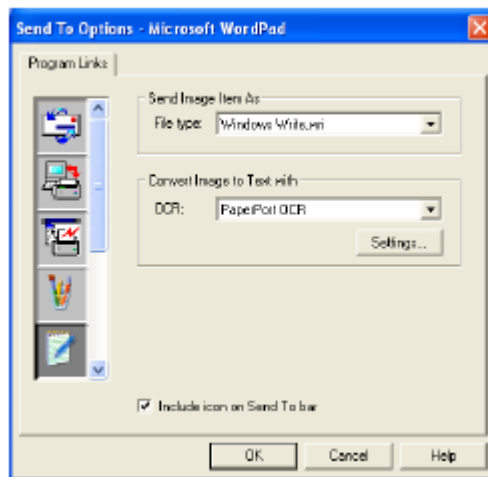 Send To Options - Microsoft WordPad
Program Links
Send Image Item As
File type: Windows Write.wri
Convert Image to Text with
OCR: PaperPort OCR
Settings...
Include icon on Send To bar
OK Cancel Help